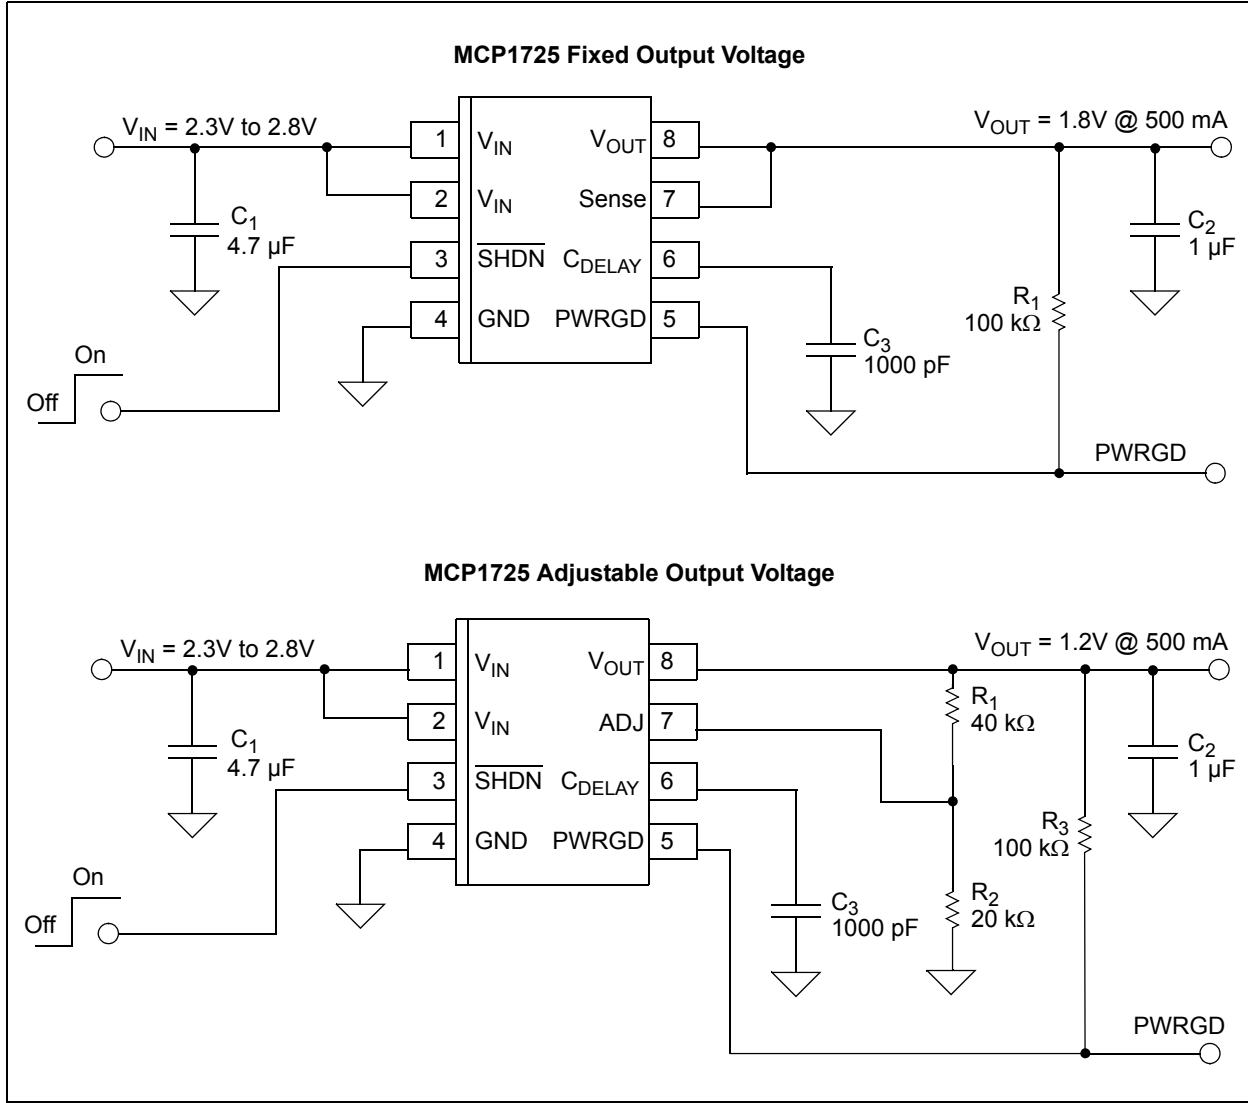 MCP1725 Fixed Output Voltage
V_IN = 2.3V to 2.8V
V_OUT = 1.8V @ 500 mA
1 V_IN V_OUT 8
2 V_IN Sense 7
3 S̅H̅D̅N̅ C_DELAY 6
4 GND PWRGD 5
C_1
4.7 µF
C_2
1 µF
R_1
100 kΩ
C_3
1000 pF
On
Off
PWRGD
MCP1725 Adjustable Output Voltage
V_IN = 2.3V to 2.8V
V_OUT = 1.2V @ 500 mA
1 V_IN V_OUT 8
2 V_IN ADJ 7
3 S̅H̅D̅N̅ C_DELAY 6
4 GND PWRGD 5
C_1
4.7 µF
R_1
40 kΩ
C_2
1 µF
R_3
100 kΩ
R_2
20 kΩ
C_3
1000 pF
On
Off
PWRGD